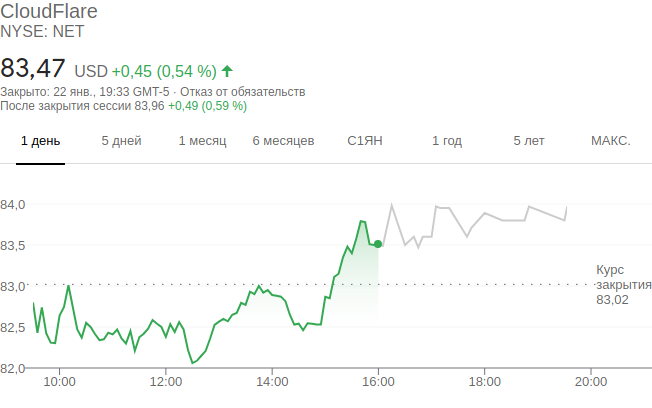 CloudFlare
NYSE: NET
83,47 USD +0,45 (0,54 %)
Закрыто: 22 янв., 19:33 GMT-5 · Отказ от обязательств
После закрытия сессии 83,96 +0,49 (0,59 %)
1 день 5 дней 1 месяц 6 месяцев С1ЯН 1 год 5 лет МАКС.
84,0
83,5
83,0
82,5
82,0
Курс
закрытия
83,02
10:00 12:00 14:00 16:00 18:00 20:00